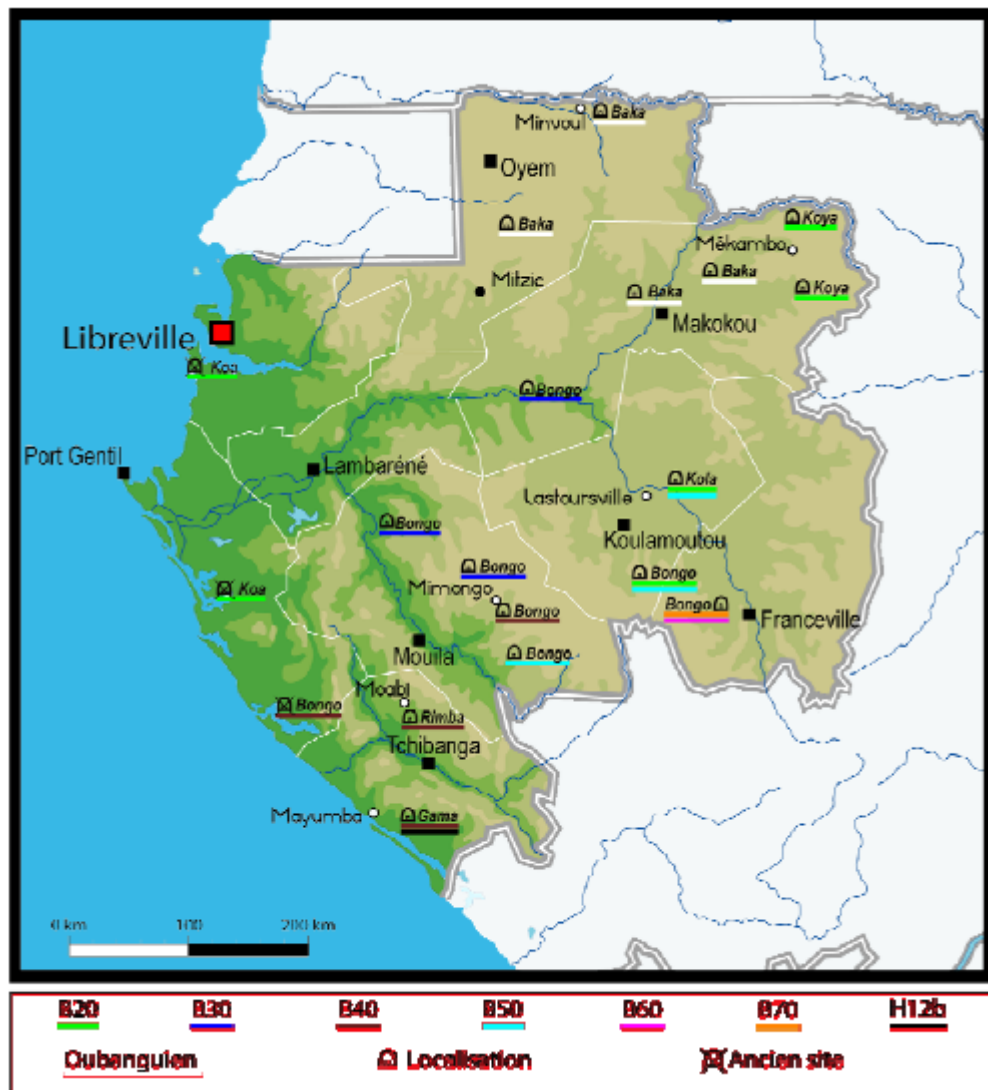 Minvoul
Baka
Oyem
Baka
Koya
Mékambo
Baka
Koya
Mitzic
Baka
Makokou
Libreville
Koa
Bongo
Port Gentil
Lambaréné
Kola
Lastoursville
Bongo
Koulamoutou
Bongo
Bongo
Mimongo
Koa
Bongo
Bongo
Franceville
Mouila
Bongo
Moabi
Bongo
Rimba
Tchibanga
Mayumba
Gama
0 km 100 200 km
B20 B30 B40 B50 B60 B70 H12b
Oubanguien Localisation Ancien site